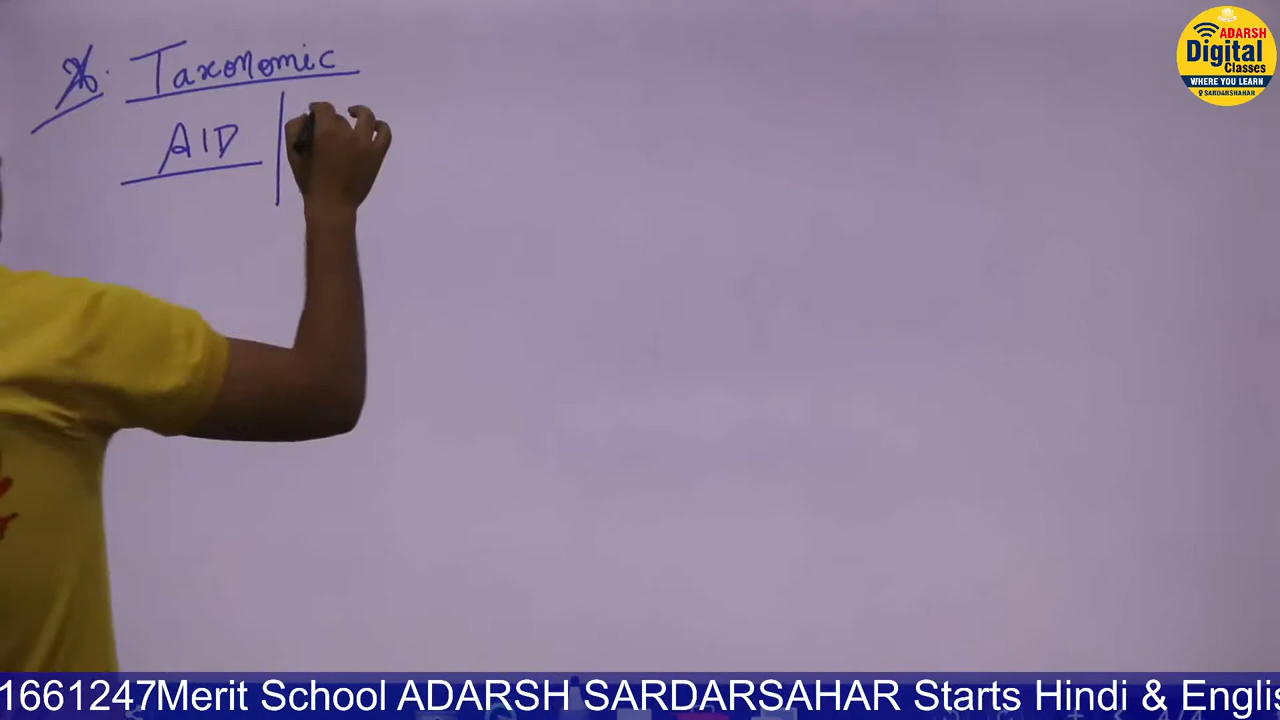 Taxonomic
AID
ADARSH
Digital
Classes
WHERE YOU LEARN
SARDARSHAHAR
1661247Merit School ADARSH SARDARSAHAR Starts Hindi & Englis